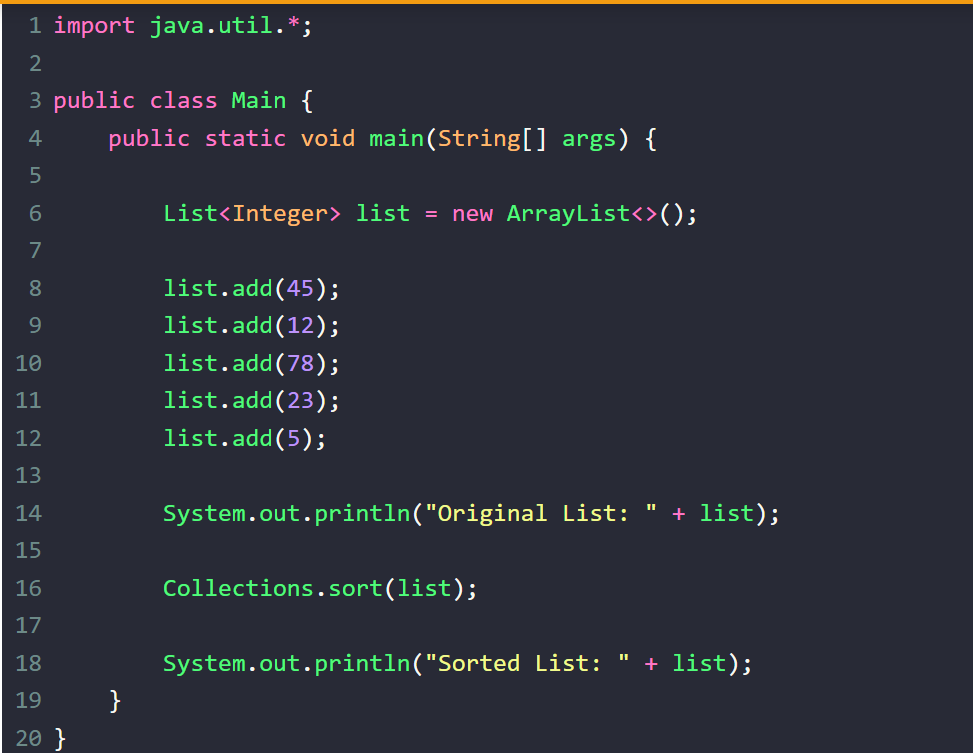 1 import java.util.*;
2
3 public class Main {
4     public static void main(String[] args) {
5
6         List<Integer> list = new ArrayList<>();
7
8         list.add(45);
9         list.add(12);
10         list.add(78);
11         list.add(23);
12         list.add(5);
13
14         System.out.println("Original List: " + list);
15
16         Collections.sort(list);
17
18         System.out.println("Sorted List: " + list);
19     }
20 }